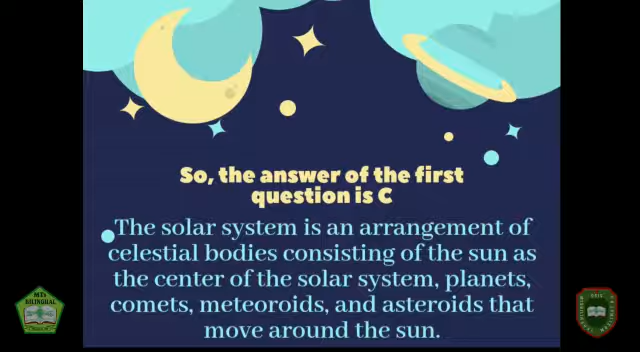 So, the answer of the first
question is C
The solar system is an arrangement of
celestial bodies consisting of the sun as
the center of the solar system, planets,
comets, meteoroids, and asteroids that
move around the sun.
MTs
BILINGUAL